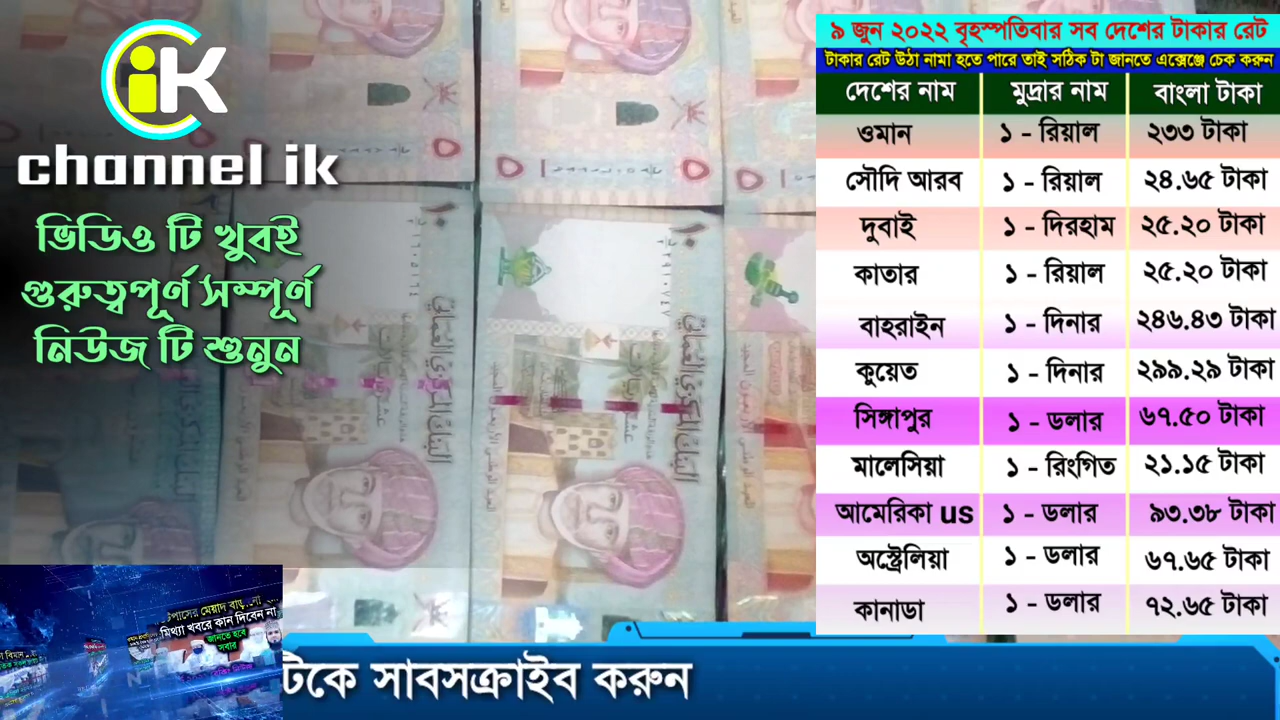 iK
channel ik
ভিডিও টি খুবই
গুরুত্বপূর্ণ সম্পূর্ণ
নিউজ টি শুনুন
৯ জুন ২০২২ বৃহস্পতিবার সব দেশের টাকার রেট
টাকার রেট উঠা নামা হতে পারে তাই সঠিক টা জানতে এক্সেঞ্জে চেক করুন
দেশের নাম মুদ্রার নাম বাংলা টাকা
ওমান ১ - রিয়াল ২৩৩ টাকা
সৌদি আরব ১ - রিয়াল ২৪.৬৫ টাকা
দুবাই ১ - দিরহাম ২৫.২০ টাকা
কাতার ১ - রিয়াল ২৫.২০ টাকা
বাহরাইন ১ - দিনার ২৪৬.৪৩ টাকা
কুয়েত ১ - দিনার ২৯৯.২৯ টাকা
সিঙ্গাপুর ১ - ডলার ৬৭.৫০ টাকা
মালেসিয়া ১ - রিংগিত ২১.১৫ টাকা
আমেরিকা us ১ - ডলার ৯৩.৩৮ টাকা
অস্ট্রেলিয়া ১ - ডলার ৬৭.৬৫ টাকা
কানাডা ১ - ডলার ৭২.৬৫ টাকা
মিথ্যা খবরে কান দিবেন না
জানতে হবে
সবার
টিকে সাবসক্রাইব করুন